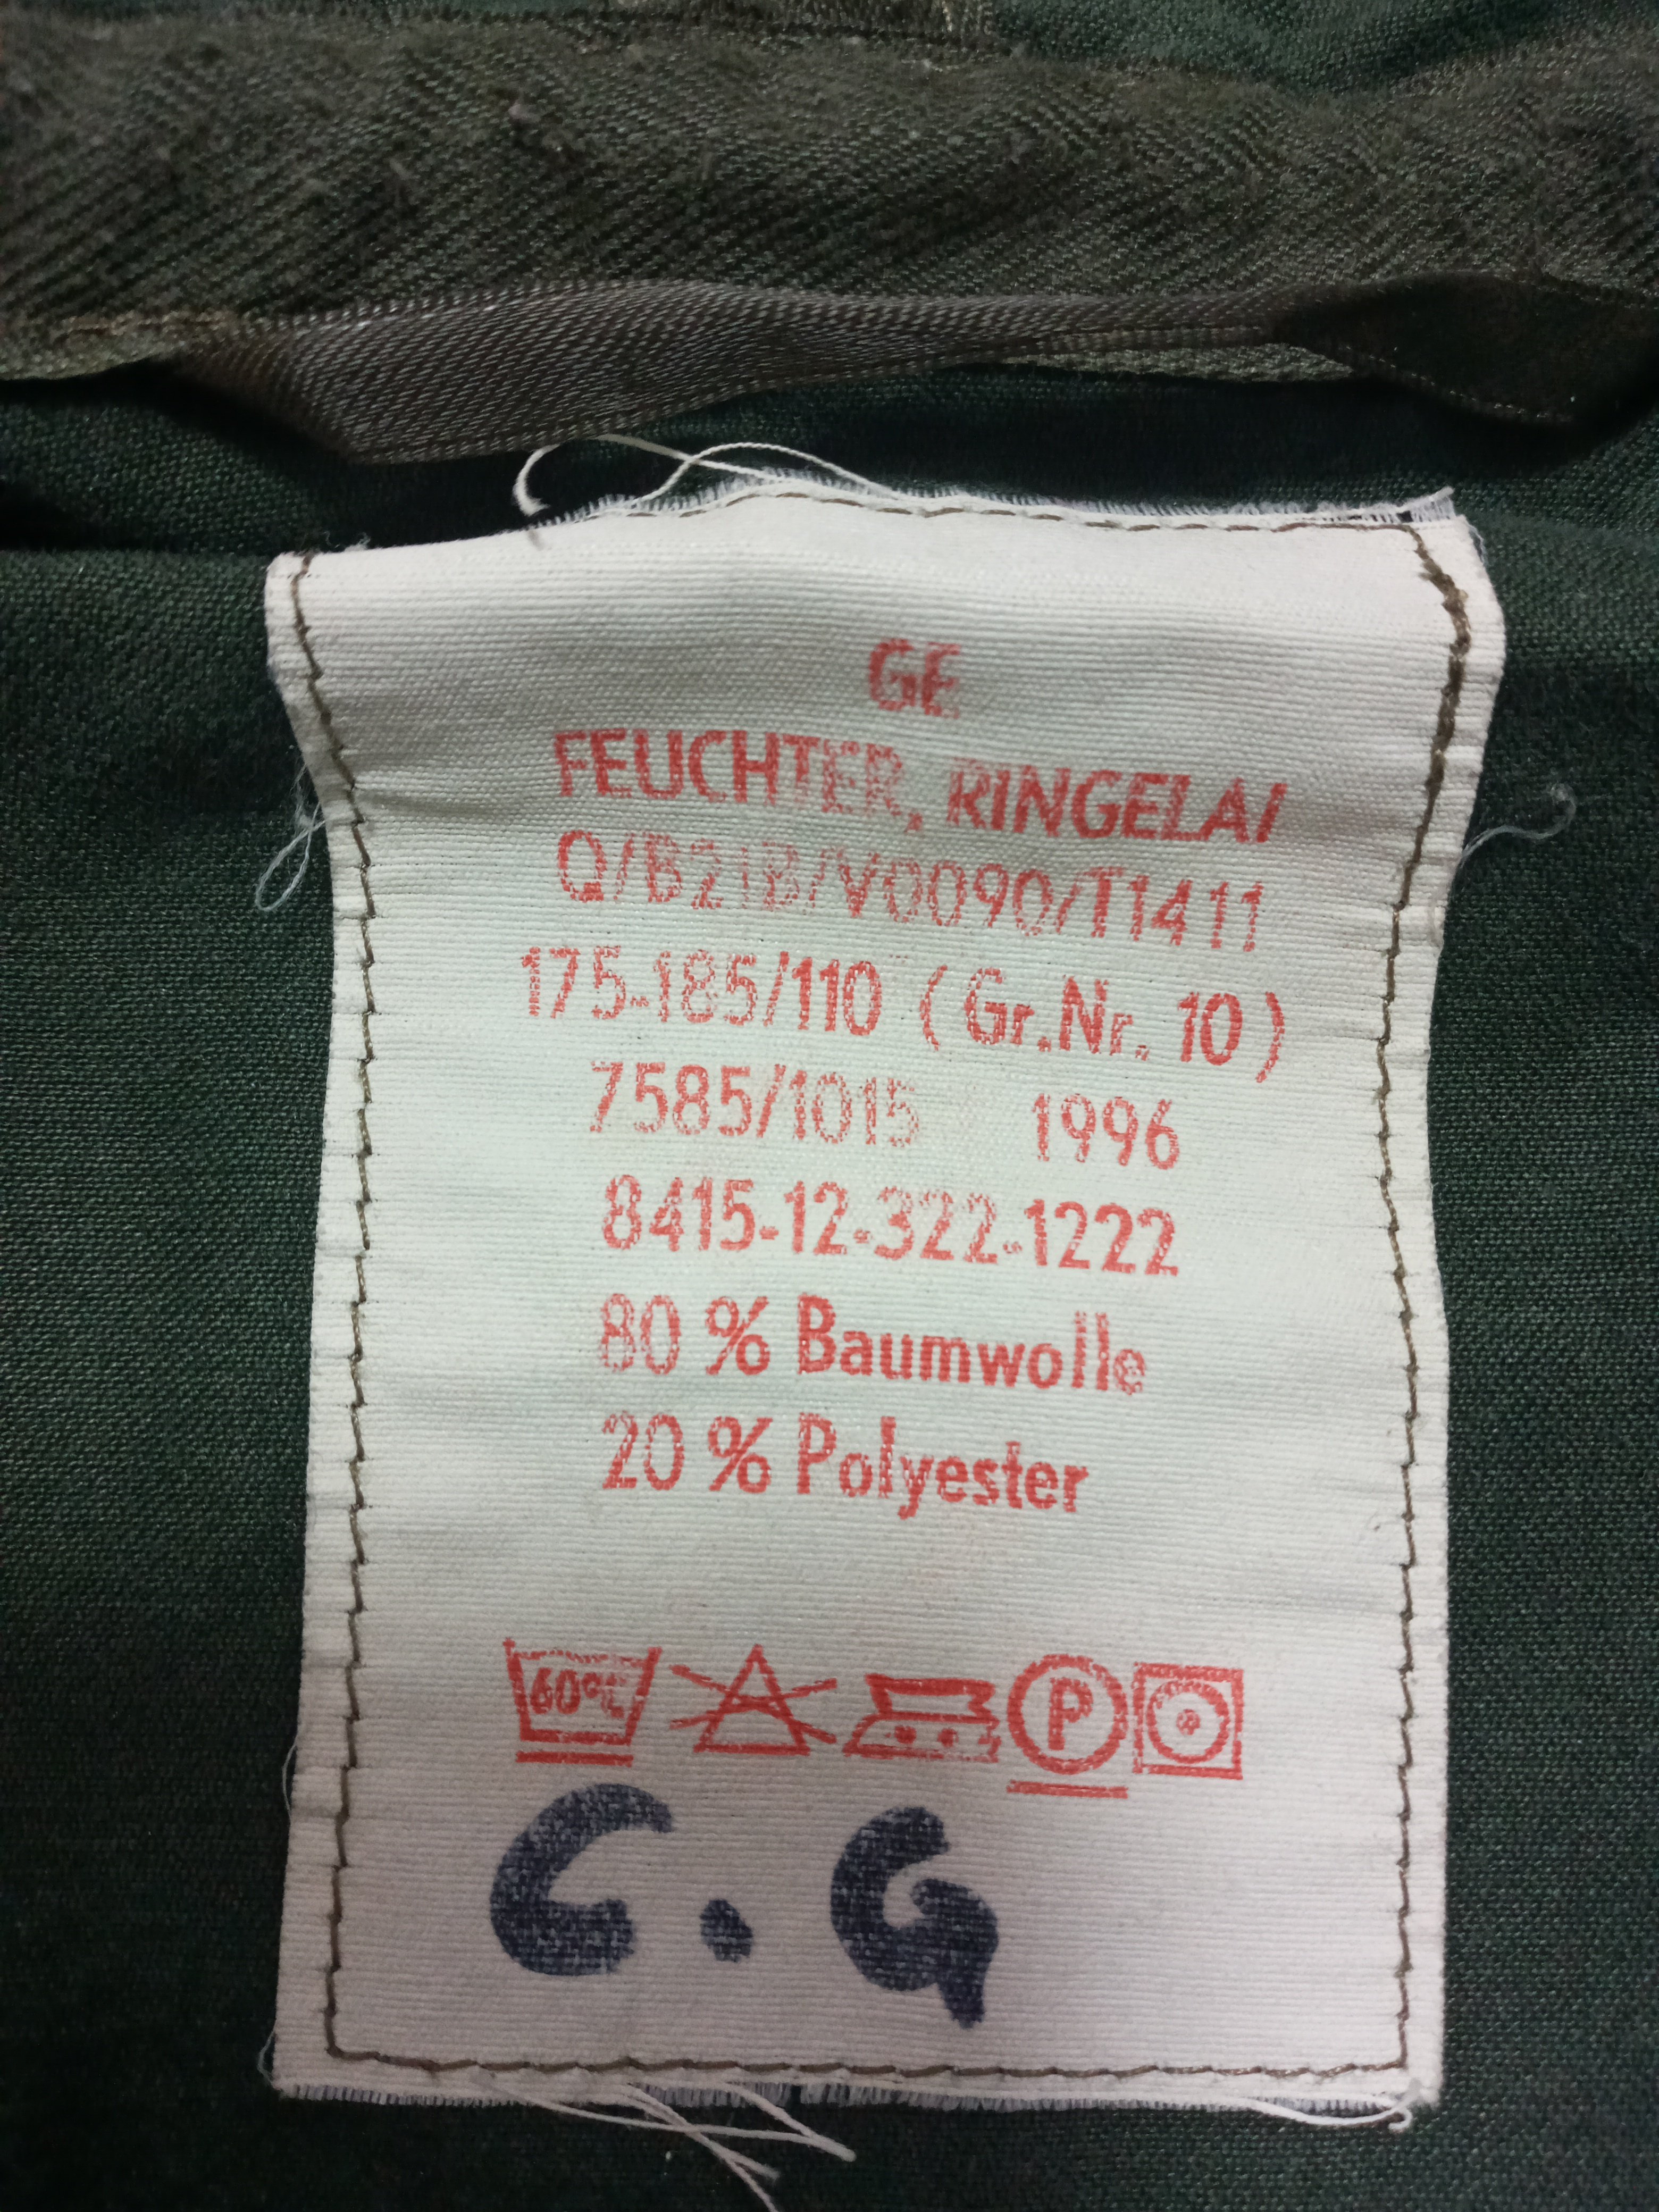 GE
FEUCHTER, RINGELAI
Q/B21B/V0090/T1411
175-185/110 (Gr.Nr. 10)
7585/1015 1996
8415-12-322-1222
80 % Baumwolle
20 % Polyester
60°C P
C.G